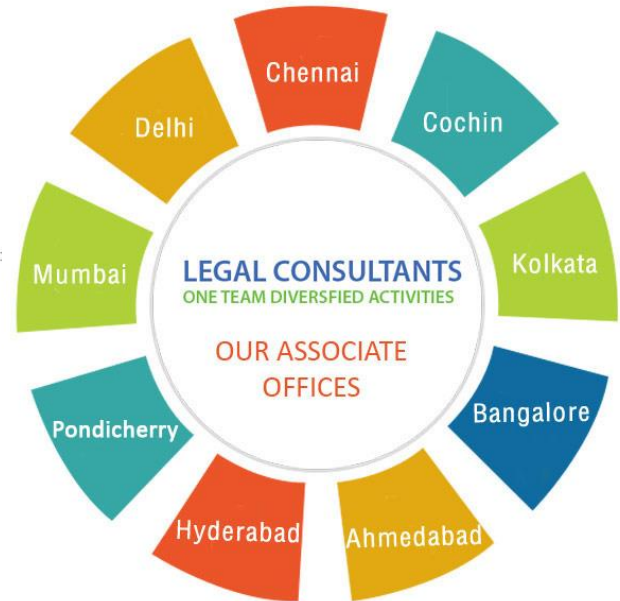 Chennai
Cochin
Kolkata
Bangalore
Ahmedabad
Hyderabad
Pondicherry
Mumbai
Delhi
LEGAL CONSULTANTS
ONE TEAM DIVERSFIED ACTIVITIES
OUR ASSOCIATE
OFFICES